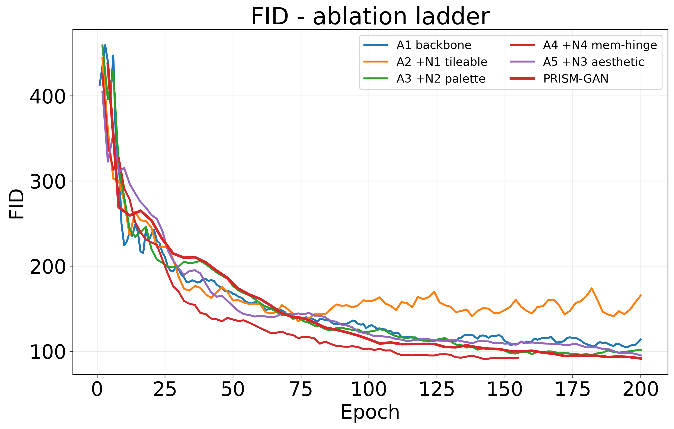 FID - ablation ladder
A1 backbone
A2 +N1 tileable
A3 +N2 palette
A4 +N4 mem-hinge
A5 +N3 aesthetic
PRISM-GAN
FID
400
300
200
100
0 25 50 75 100 125 150 175 200
Epoch